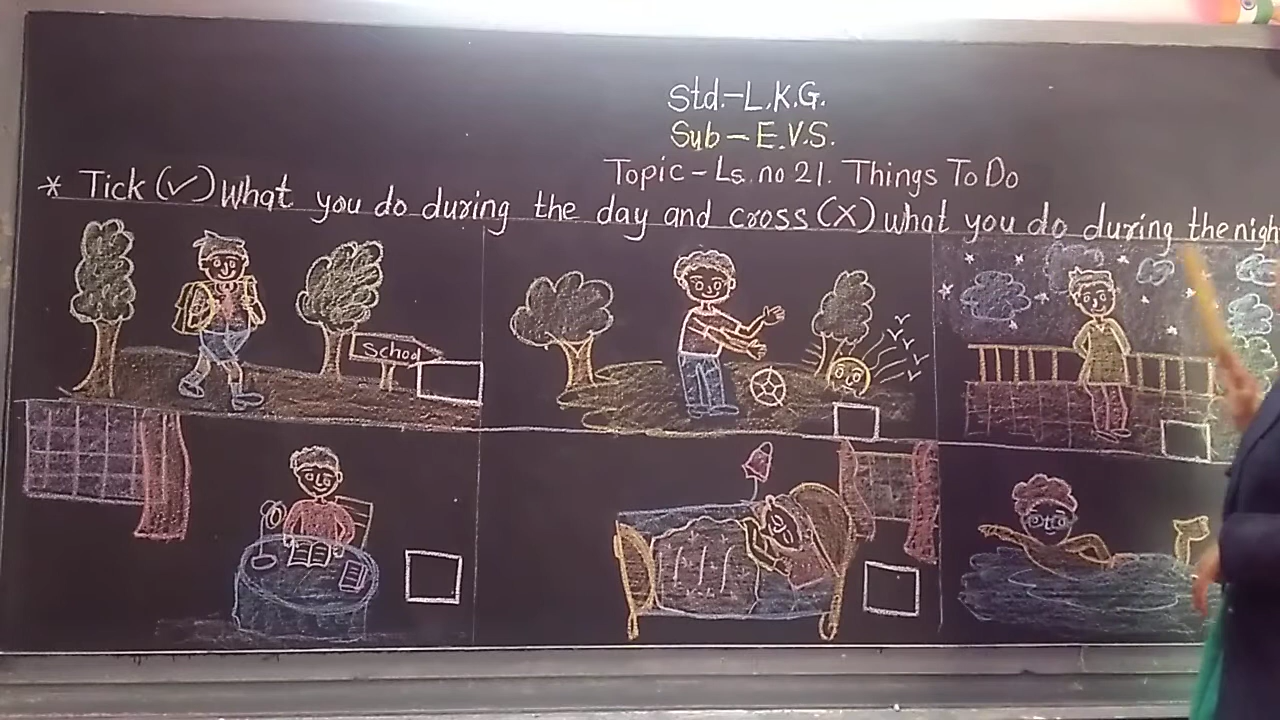 Std.-L.K.G.
Sub-E.V.S.
Topic-Ls.no 21. Things To Do
* Tick (✓) What you do during the day and cross (X) what you do during the nigh
School